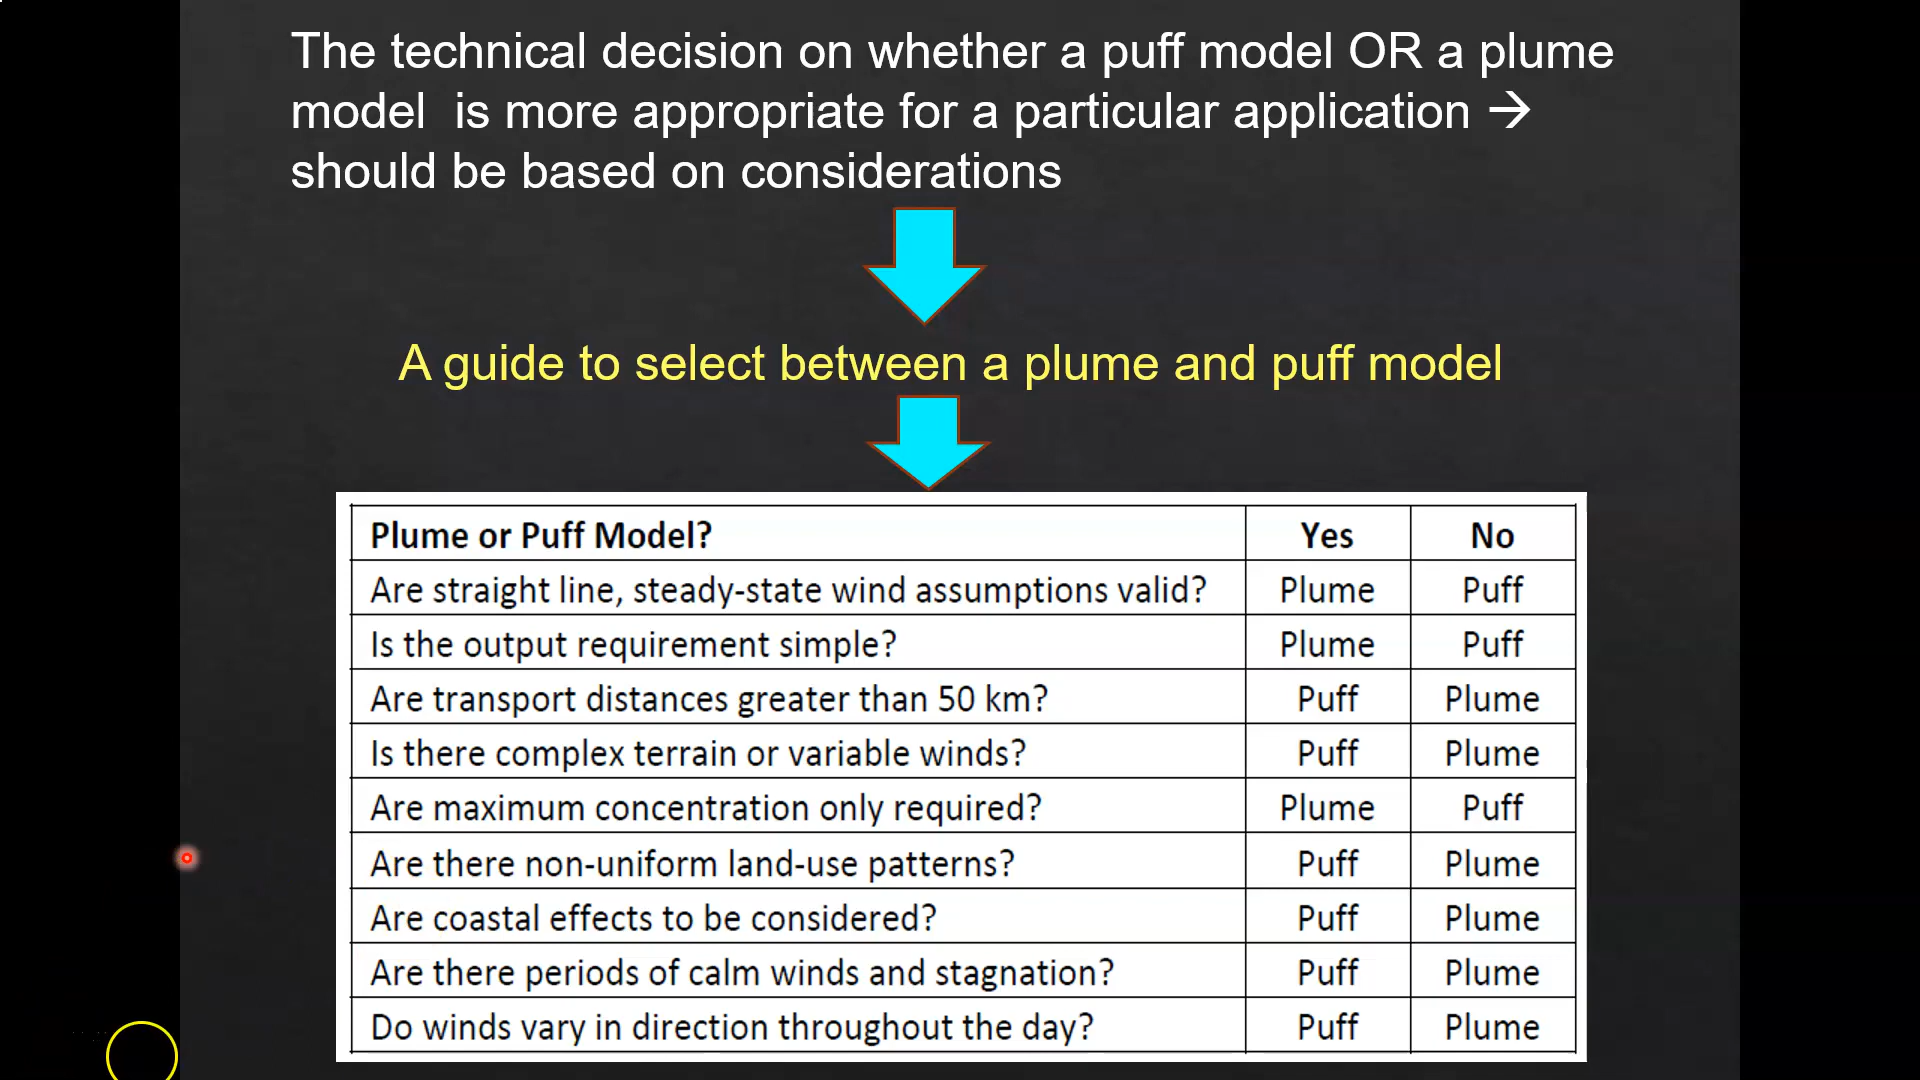 The technical decision on whether a puff model OR a plume
model is more appropriate for a particular application →
should be based on considerations
A guide to select between a plume and puff model
Plume or Puff Model? Yes No
Are straight line, steady-state wind assumptions valid? Plume Puff
Is the output requirement simple? Plume Puff
Are transport distances greater than 50 km? Puff Plume
Is there complex terrain or variable winds? Puff Plume
Are maximum concentration only required? Plume Puff
Are there non-uniform land-use patterns? Puff Plume
Are coastal effects to be considered? Puff Plume
Are there periods of calm winds and stagnation? Puff Plume
Do winds vary in direction throughout the day? Puff Plume